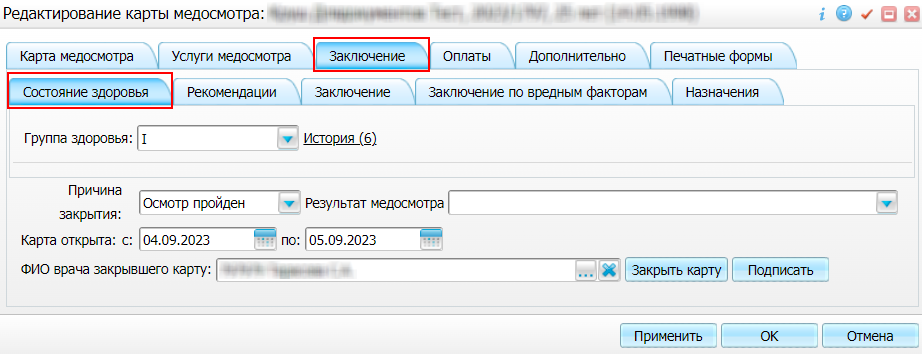 Редактирование карты медосмотра:
Карта медосмотра Услуги медосмотра Заключение Оплаты Дополнительно Печатные формы
Состояние здоровья Рекомендации Заключение Заключение по вредным факторам Назначения
Группа здоровья: I История (6)
Причина
закрытия: Осмотр пройден Результат медосмотра
Карта открыта: с: 04.09.2023 по: 05.09.2023
ФИО врача закрывшего карту: ... Закрыть карту Подписать
Применить OK Отмена